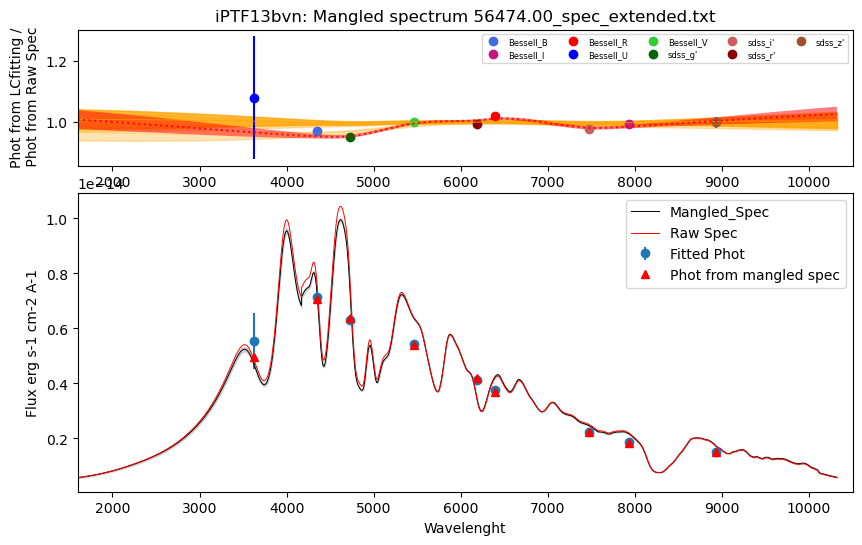 iPTF13bvn: Mangled spectrum 56474.00_spec_extended.txt
Phot from LCfitting /
Phot from Raw Spec
1.2
1.0
Bessell_B
Bessell_I
Bessell_R
Bessell_U
Bessell_V
sdss_g'
sdss_i'
sdss_r'
sdss_z'
2000 3000 4000 5000 6000 7000 8000 9000 10000
1e−14
Flux erg s-1 cm-2 A-1
1.0
0.8
0.6
0.4
0.2
Mangled_Spec
Raw Spec
Fitted Phot
Phot from mangled spec
2000 3000 4000 5000 6000 7000 8000 9000 10000
Wavelenght